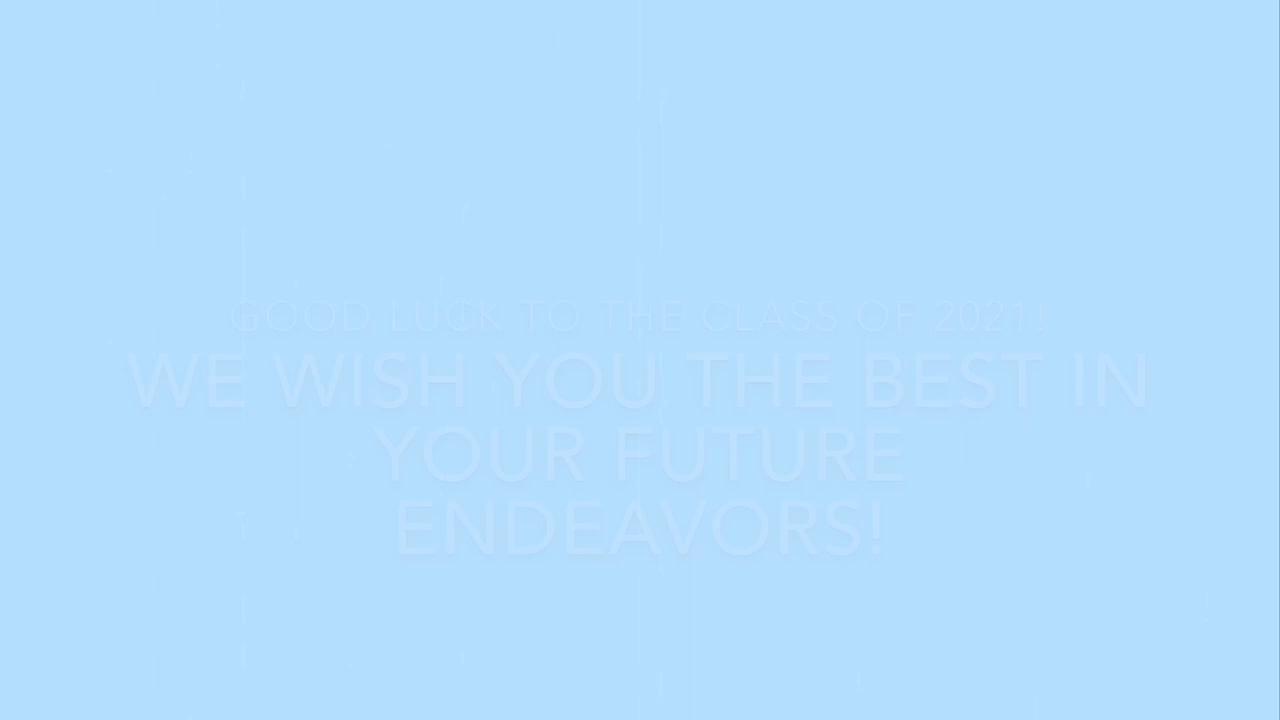 GOOD LUCK TO THE CLASS OF 2021!
WE WISH YOU THE BEST IN
YOUR FUTURE
ENDEAVORS!